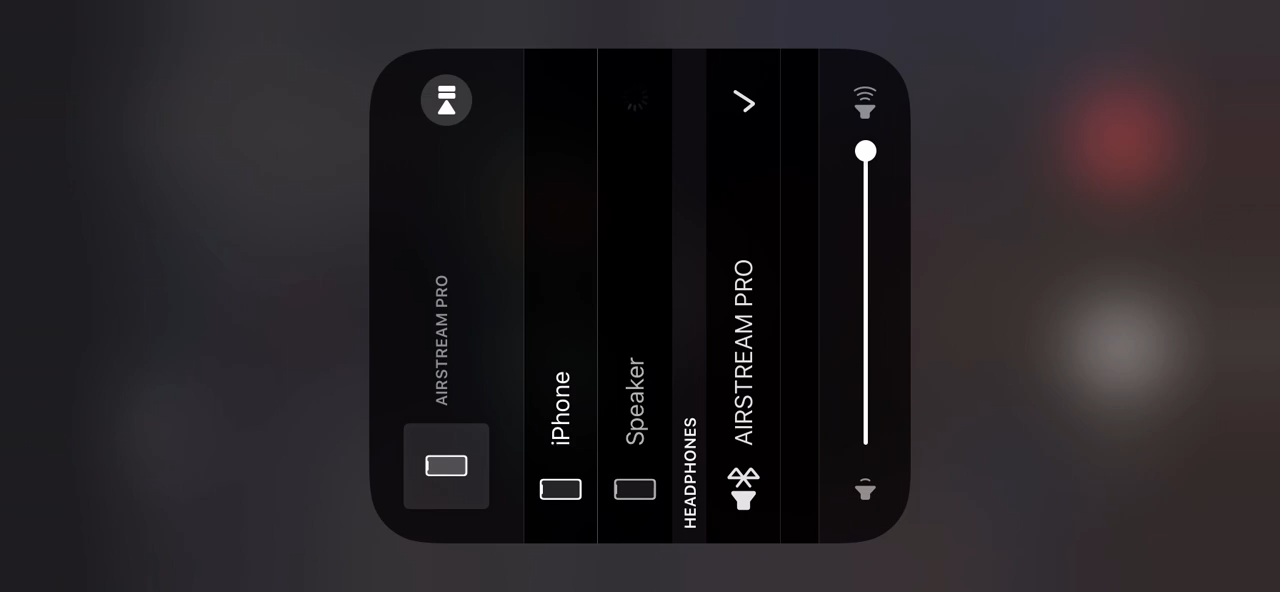 AIRSTREAM PRO
iPhone
Speaker
HEADPHONES
AIRSTREAM PRO